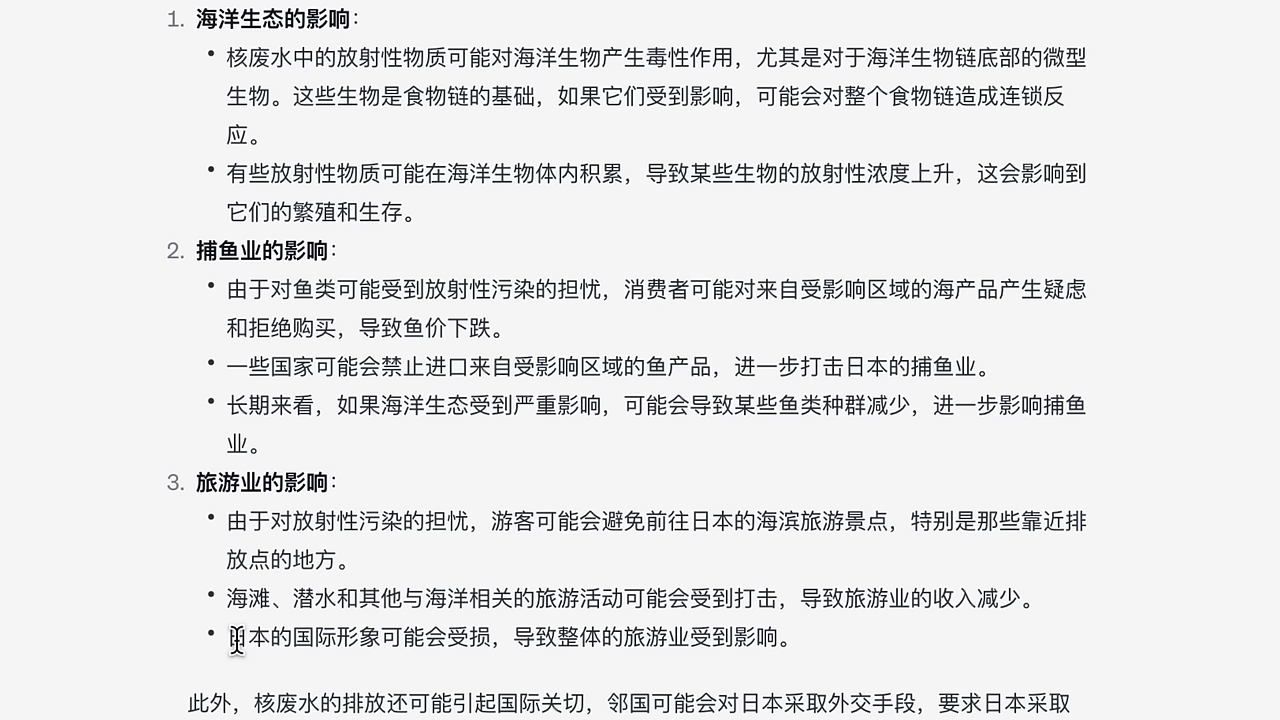 1. 海洋生态的影响：
• 核废水中的放射性物质可能对海洋生物产生毒性作用，尤其是对于海洋生物链底部的微型
生物。这些生物是食物链的基础，如果它们受到影响，可能会对整个食物链造成连锁反
应。
• 有些放射性物质可能在海洋生物体内积累，导致某些生物的放射性浓度上升，这会影响到
它们的繁殖和生存。
2. 捕鱼业的影响：
• 由于对鱼类可能受到放射性污染的担忧，消费者可能对来自受影响区域的海产品产生疑虑
和拒绝购买，导致鱼价下跌。
• 一些国家可能会禁止进口来自受影响区域的鱼产品，进一步打击日本的捕鱼业。
• 长期来看，如果海洋生态受到严重影响，可能会导致某些鱼类种群减少，进一步影响捕鱼
业。
3. 旅游业的影响：
• 由于对放射性污染的担忧，游客可能会避免前往日本的海滨旅游景点，特别是那些靠近排
放点的地方。
• 海滩、潜水和其他与海洋相关的旅游活动可能会受到打击，导致旅游业的收入减少。
• 日本的国际形象可能会受损，导致整体的旅游业受到影响。
此外，核废水的排放还可能引起国际关切，邻国可能会对日本采取外交手段，要求日本采取